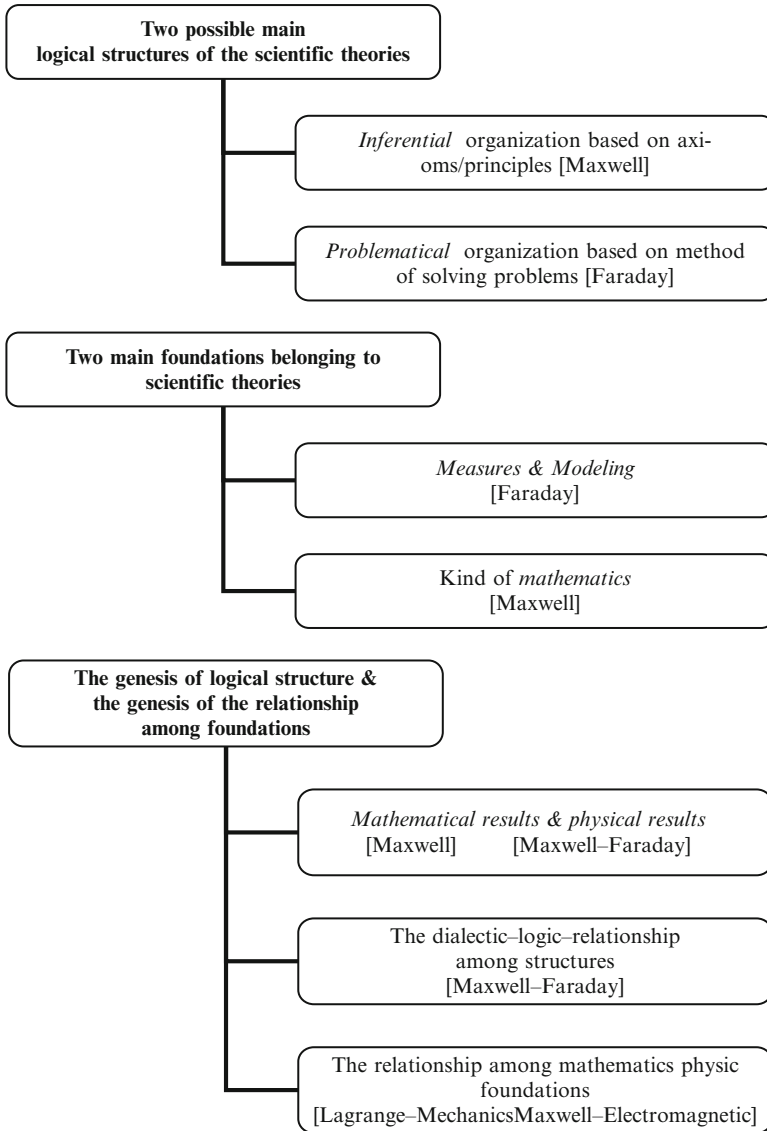 Two possible main
logical structures of the scientific theories
Inferential organization based on axi-
oms/principles [Maxwell]
Problematical organization based on method
of solving problems [Faraday]
Two main foundations belonging to
scientific theories
Measures & Modeling
[Faraday]
Kind of mathematics
[Maxwell]
The genesis of logical structure &
the genesis of the relationship
among foundations
Mathematical results & physical results
[Maxwell] [Maxwell–Faraday]
The dialectic–logic–relationship
among structures
[Maxwell–Faraday]
The relationship among mathematics physic
foundations
[Lagrange–MechanicsMaxwell–Electromagnetic]